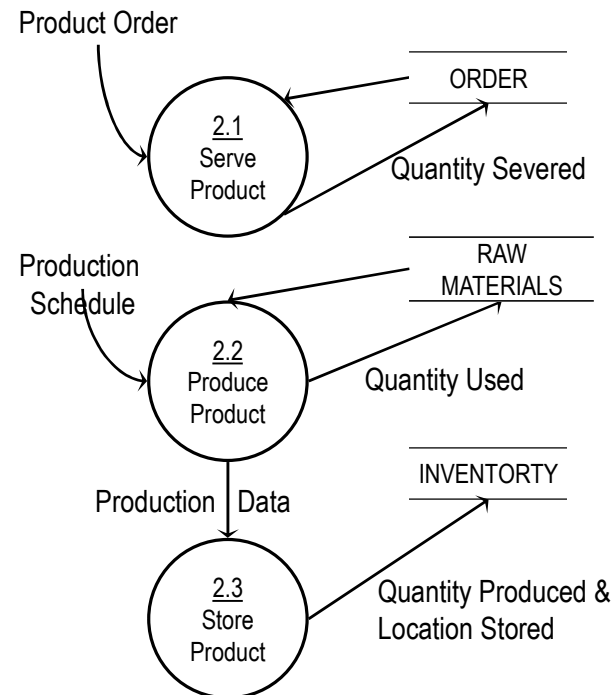 Product Order
ORDER
2.1
Serve
Product
Quantity Severed
RAW
MATERIALS
Production
Schedule
2.2
Produce
Product
Quantity Used
INVENTORTY
Production Data
2.3
Store
Product
Quantity Produced &
Location Stored